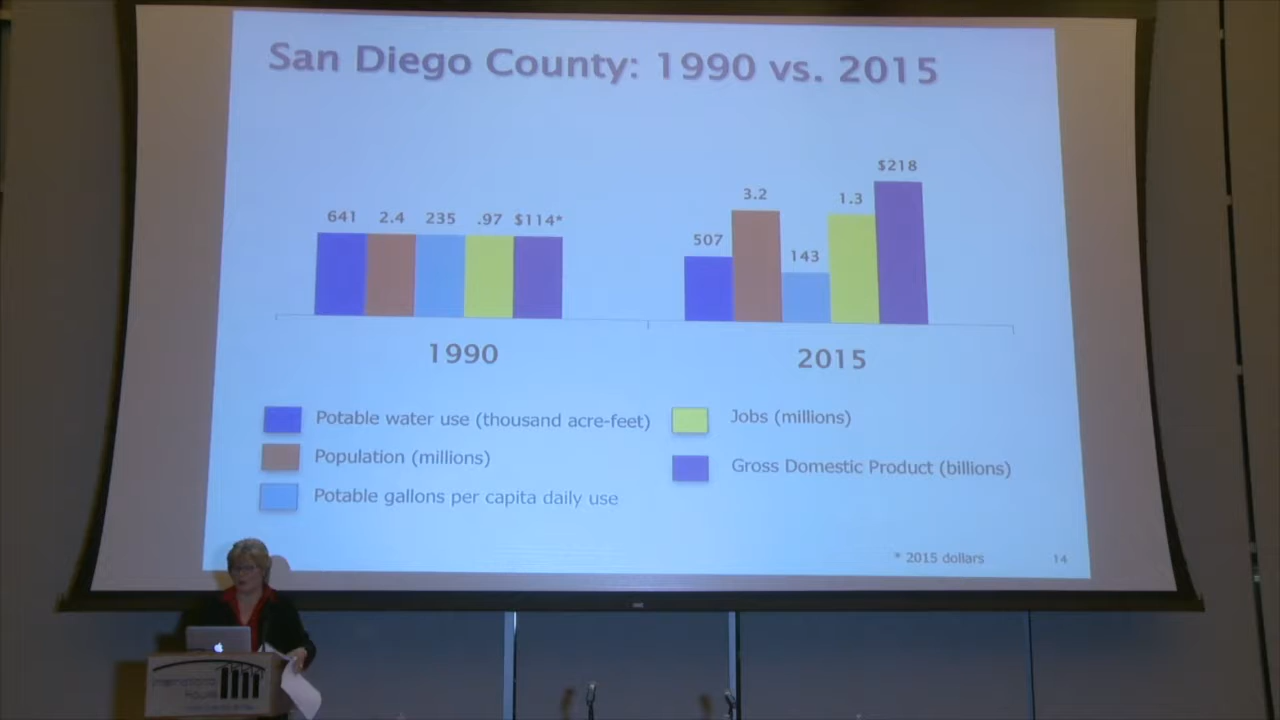 San Diego County: 1990 vs. 2015
641 2.4 235 .97 $114*
507 3.2 143 1.3 $218
1990 2015
Potable water use (thousand acre-feet)
Population (millions)
Potable gallons per capita daily use
Jobs (millions)
Gross Domestic Product (billions)
* 2015 dollars 14
International
House